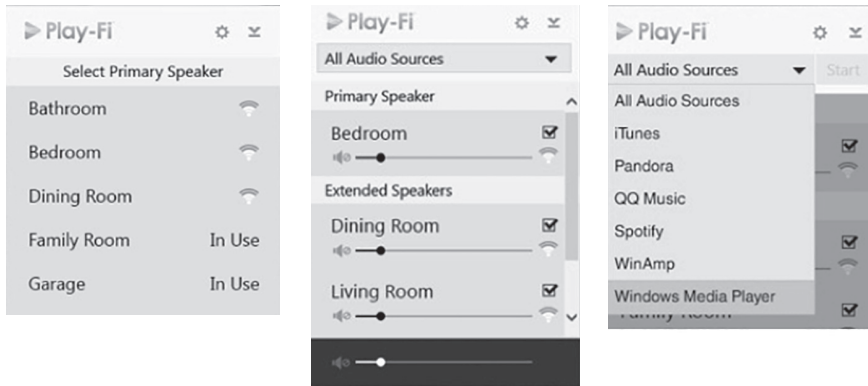 Play-Fi
Select Primary Speaker
Bathroom
Bedroom
Dining Room
Family Room In Use
Garage In Use
Play-Fi
All Audio Sources
Primary Speaker
Bedroom
Extended Speakers
Dining Room
Living Room
Play-Fi
All Audio Sources Start
All Audio Sources
iTunes
Pandora
QQ Music
Spotify
WinAmp
Windows Media Player
Family Room